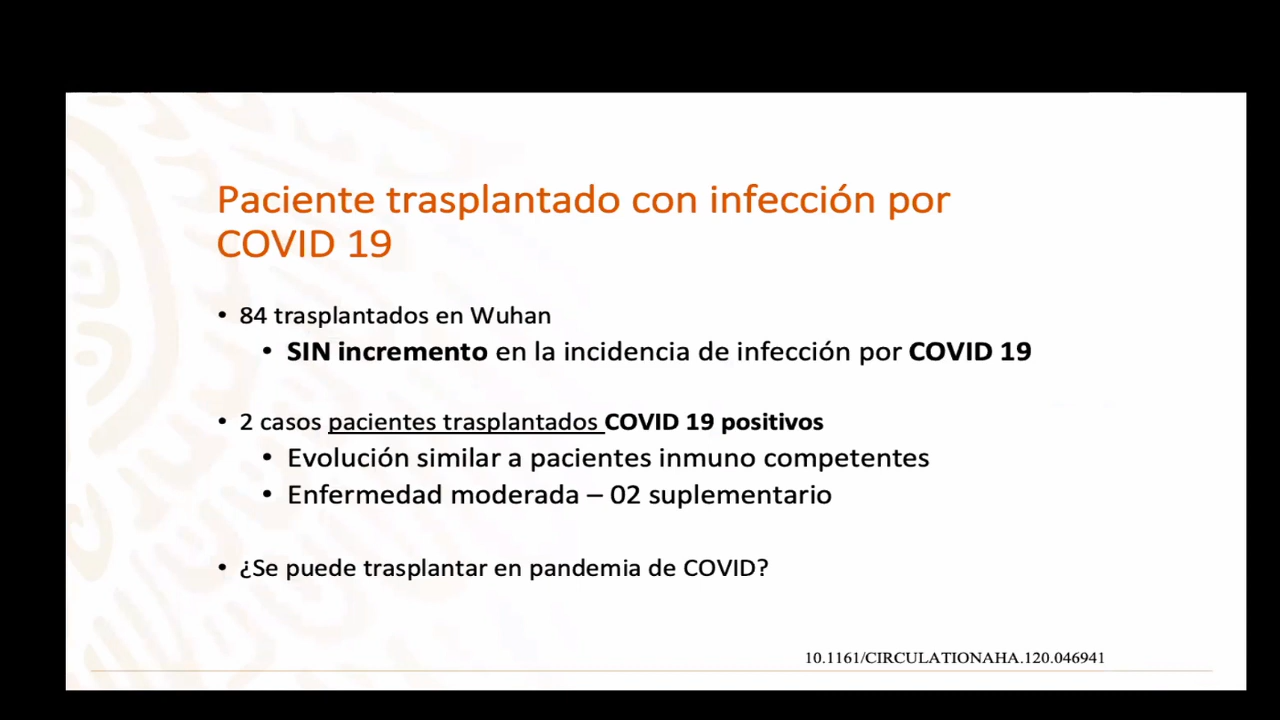 Paciente trasplantado con infección por
COVID 19
• 84 trasplantados en Wuhan
• SIN incremento en la incidencia de infección por COVID 19
• 2 casos pacientes trasplantados COVID 19 positivos
• Evolución similar a pacientes inmuno competentes
• Enfermedad moderada – 02 suplementario
• ¿Se puede trasplantar en pandemia de COVID?
10.1161/CIRCULATIONAHA.120.046941